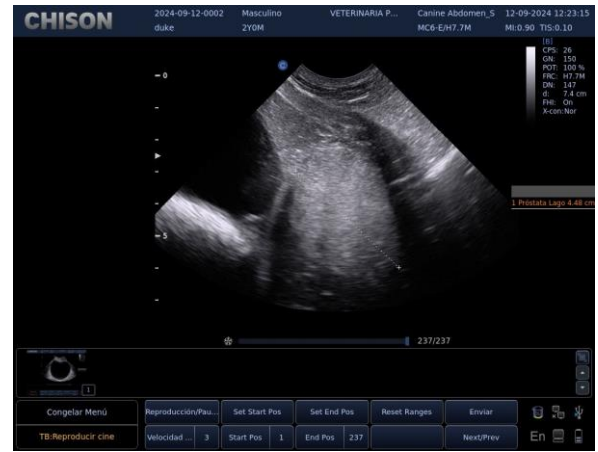 CHISON
2024-09-12-0002 Masculino VETERINARIA P... Canine Abdomen_S 12-09-2024 12:23:15
duke 2Y0M MC6-E/H7.7M MI:0.90 TIS:0.10
[B]
CPS: 26
GN: 150
POT: 100 %
FRC: H7.7M
DN: 147
d: 7.4 cm
FHI: On
X-con:Nor
C
0
5
1 Próstata Lago 4.48 cm
237/237
1
Congelar Menú Reproducción/Pau... Set Start Pos Set End Pos Reset Ranges Enviar
TB:Reproducir cine Velocidad ... 3 Start Pos 1 End Pos 237 Next/Prev En